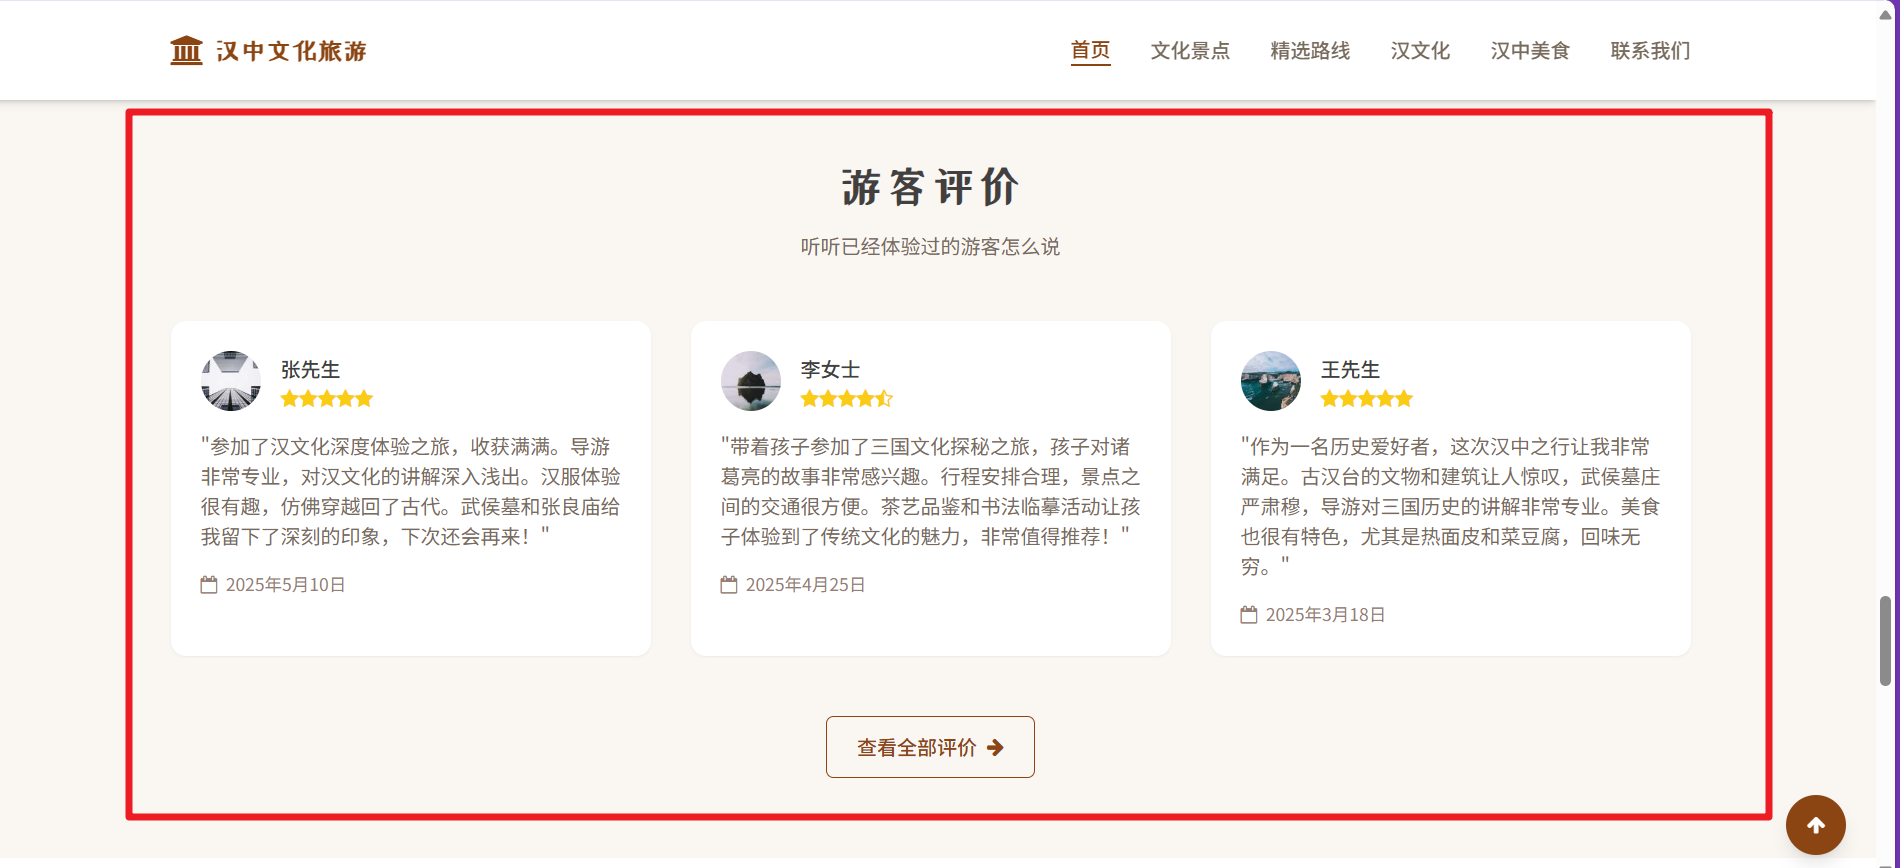 汉中文化旅游
首页 文化景点 精选路线 汉文化 汉中美食 联系我们
游客评价
听听已经体验过的游客怎么说
张先生
"参加了汉文化深度体验之旅，收获满满。导游
非常专业，对汉文化的讲解深入浅出。汉服体验
很有趣，仿佛穿越回了古代。武侯墓和张良庙给
我留下了深刻的印象，下次还会再来！"
2025年5月10日
李女士
"带着孩子参加了三国文化探秘之旅，孩子对诸
葛亮的故事非常感兴趣。行程安排合理，景点之
间的交通很方便。茶艺品鉴和书法临摹活动让孩
子体验到了传统文化的魅力，非常值得推荐！"
2025年4月25日
王先生
"作为一名历史爱好者，这次汉中之行让我非常
满足。古汉台的文物和建筑让人惊叹，武侯墓庄
严肃穆，导游对三国历史的讲解非常专业。美食
也很有特色，尤其是热面皮和菜豆腐，回味无
穷。"
2025年3月18日
查看全部评价